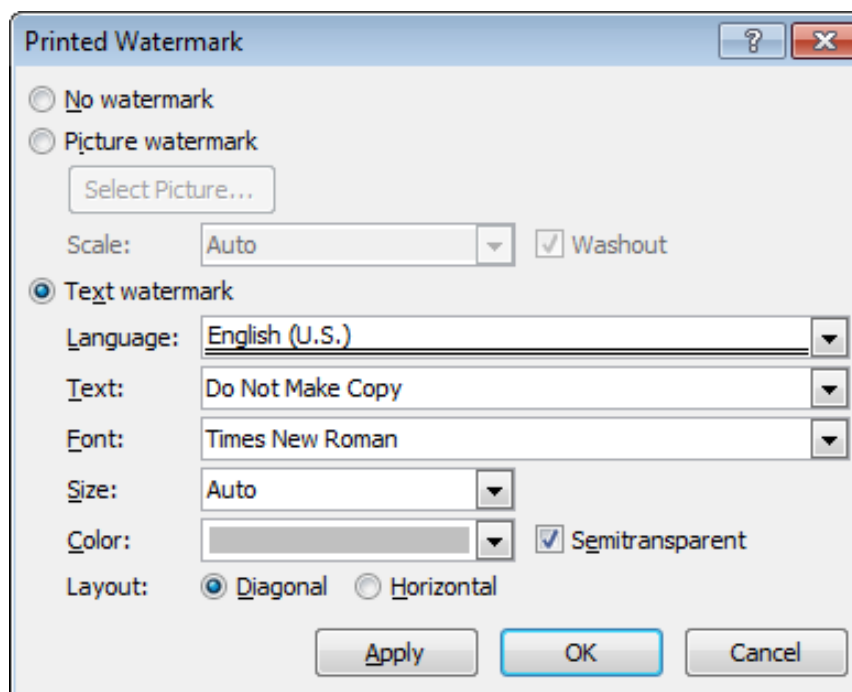 Printed Watermark ?
No watermark
Picture watermark
Select Picture...
Scale: Auto Washout
Text watermark
Language: English (U.S.)
Text: Do Not Make Copy
Font: Times New Roman
Size: Auto
Color: Semitransparent
Layout: Diagonal Horizontal
Apply OK Cancel